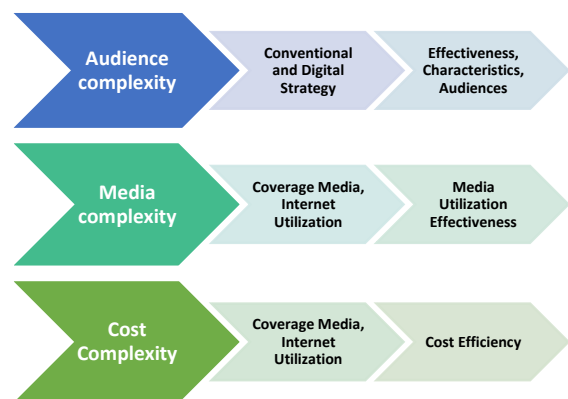 Audience
complexity
Conventional
and Digital
Strategy
Effectiveness,
Characteristics,
Audiences
Media
complexity
Coverage Media,
Internet
Utilization
Media
Utilization
Effectiveness
Cost
Complexity
Coverage Media,
Internet
Utilization
Cost Efficiency